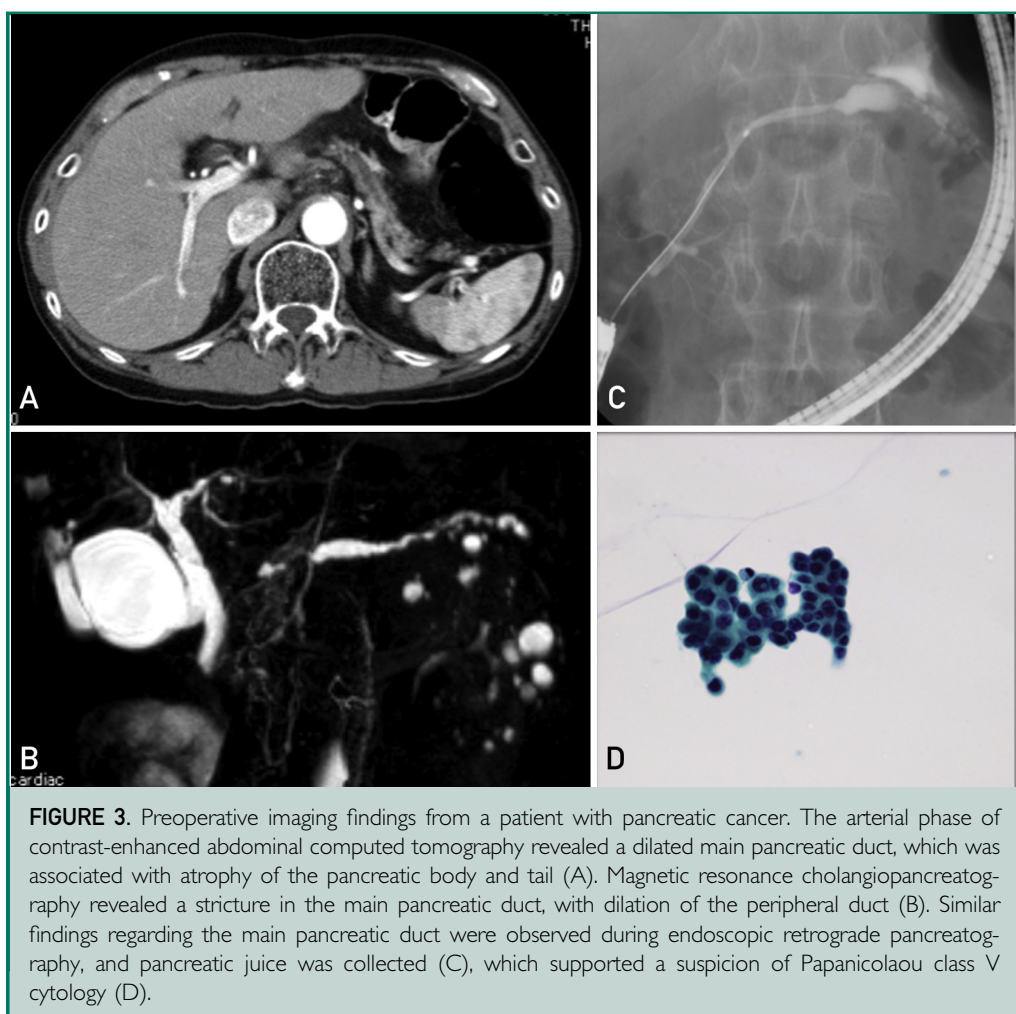 TH
A
0
C
B
cardiac
D
FIGURE 3. Preoperative imaging findings from a patient with pancreatic cancer. The arterial phase of
contrast-enhanced abdominal computed tomography revealed a dilated main pancreatic duct, which was
associated with atrophy of the pancreatic body and tail (A). Magnetic resonance cholangiopancreatog-
raphy revealed a stricture in the main pancreatic duct, with dilation of the peripheral duct (B). Similar
findings regarding the main pancreatic duct were observed during endoscopic retrograde pancreatog-
raphy, and pancreatic juice was collected (C), which supported a suspicion of Papanicolaou class V
cytology (D).